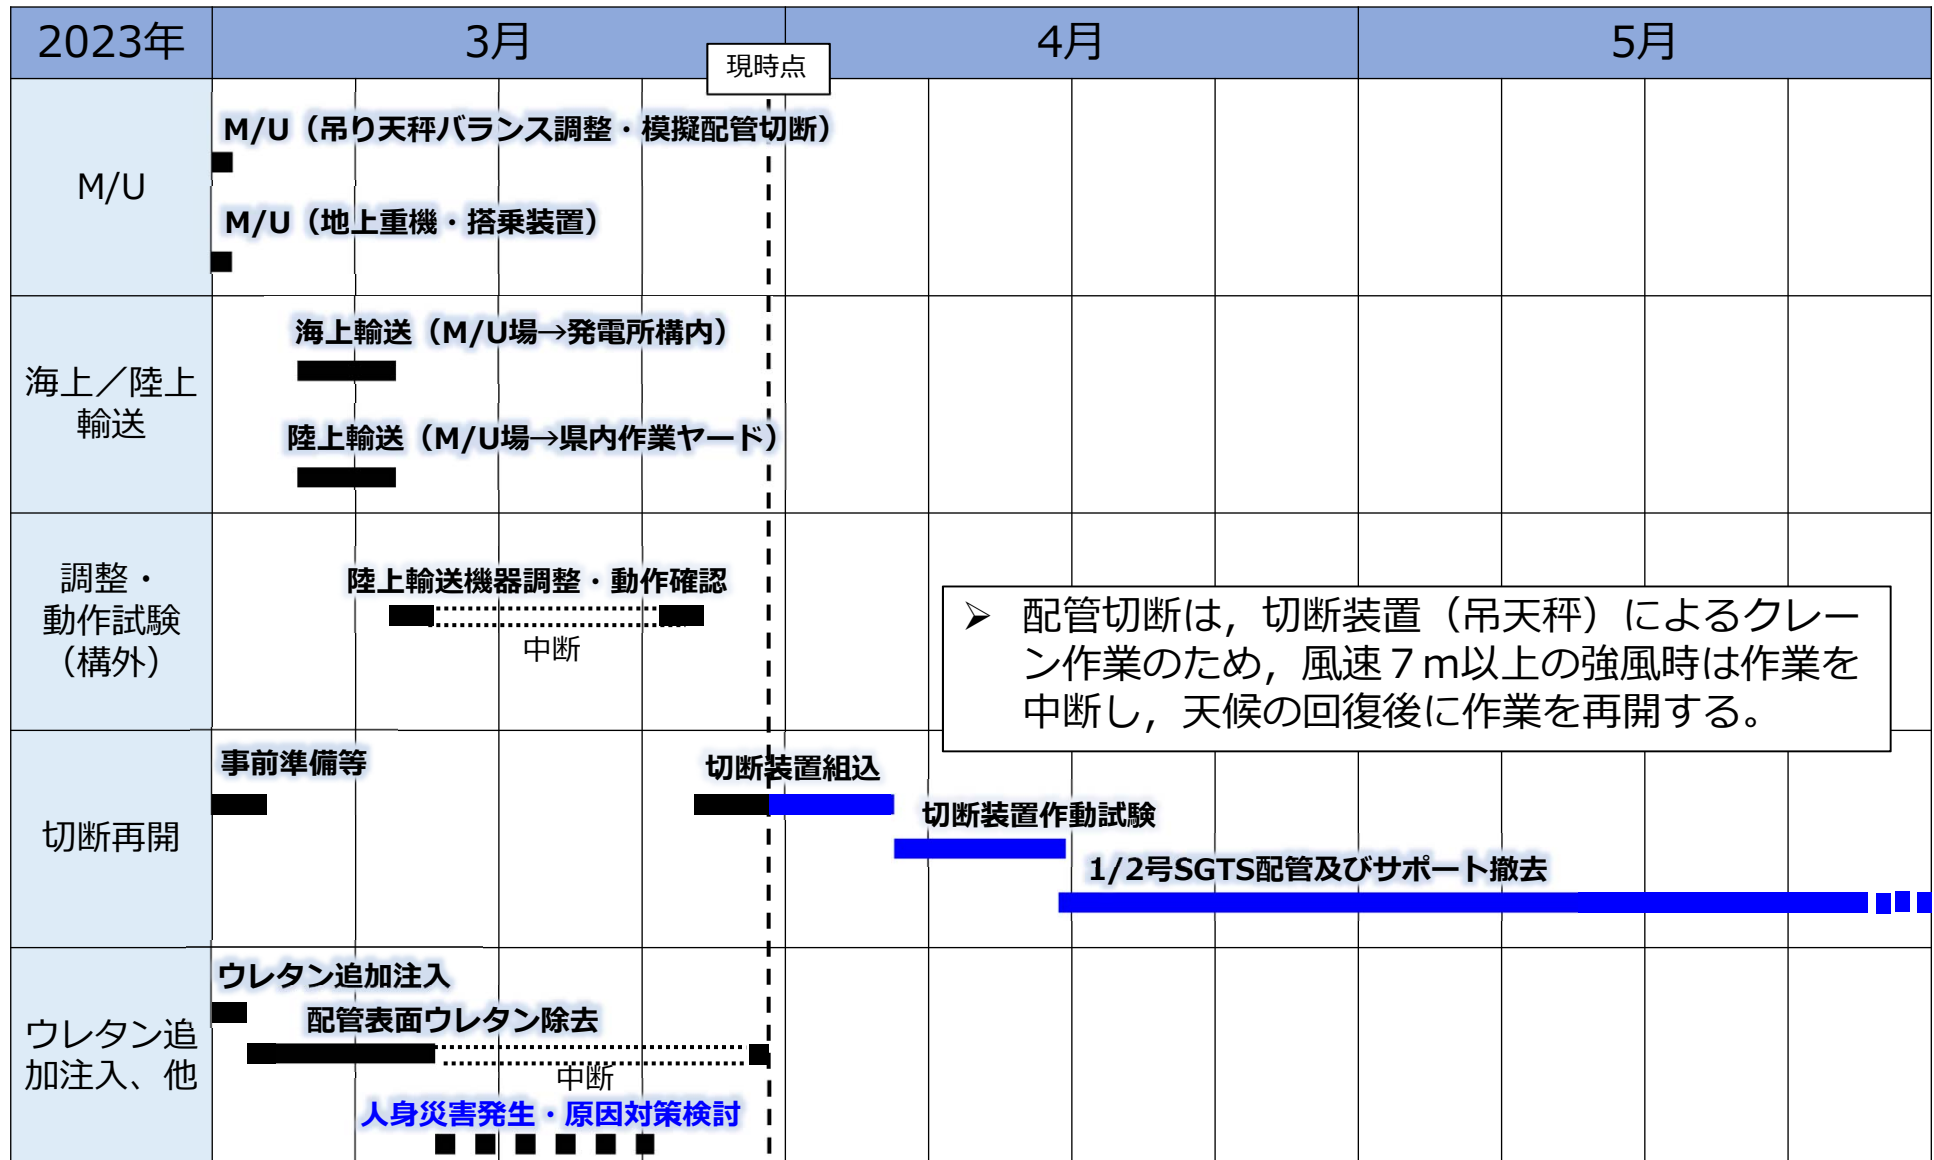 2023年
3月
4月
5月
現時点
M/U
M/U（吊り天秤バランス調整・模擬配管切断）
M/U（地上重機・搭乗装置）
海上／陸上
輸送
海上輸送（M/U場→発電所構内）
陸上輸送（M/U場→県内作業ヤード）
調整・
動作試験
（構外）
陸上輸送機器調整・動作確認
中断
➢ 配管切断は，切断装置（吊天秤）によるクレー
ン作業のため，風速７m以上の強風時は作業を
中断し，天候の回復後に作業を再開する。
切断再開
事前準備等
切断装置組込
切断装置作動試験
1/2号SGTS配管及びサポート撤去
ウレタン追
加注入、他
ウレタン追加注入
配管表面ウレタン除去
中断
人身災害発生・原因対策検討